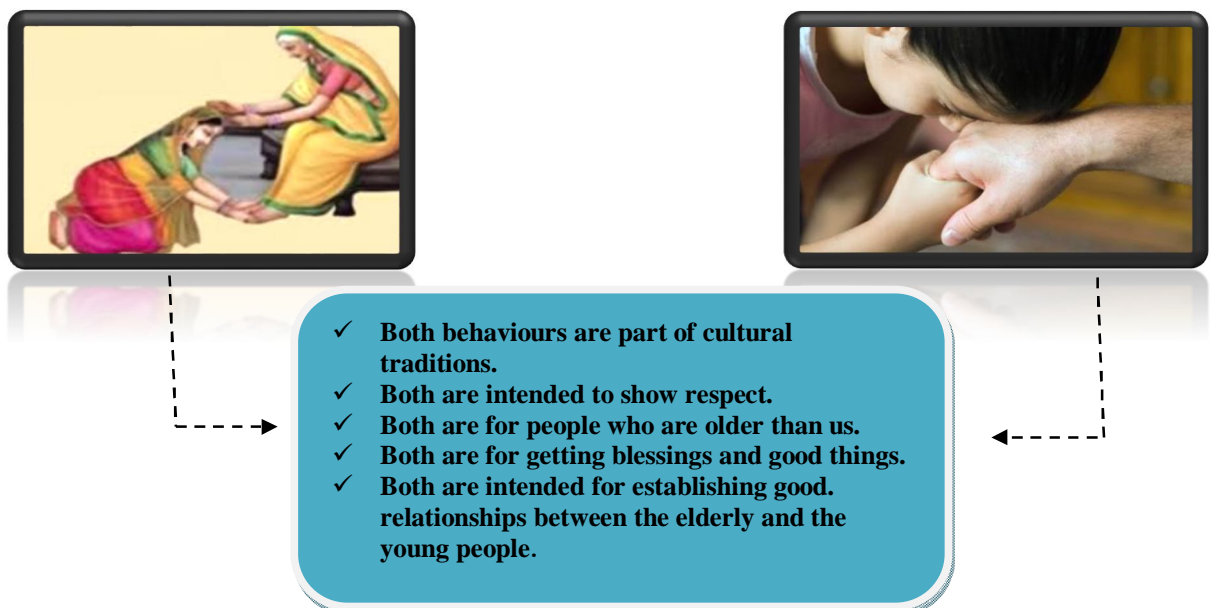 ✓ Both behaviours are part of cultural
traditions.
✓ Both are intended to show respect.
✓ Both are for people who are older than us.
✓ Both are for getting blessings and good things.
✓ Both are intended for establishing good.
relationships between the elderly and the
young people.